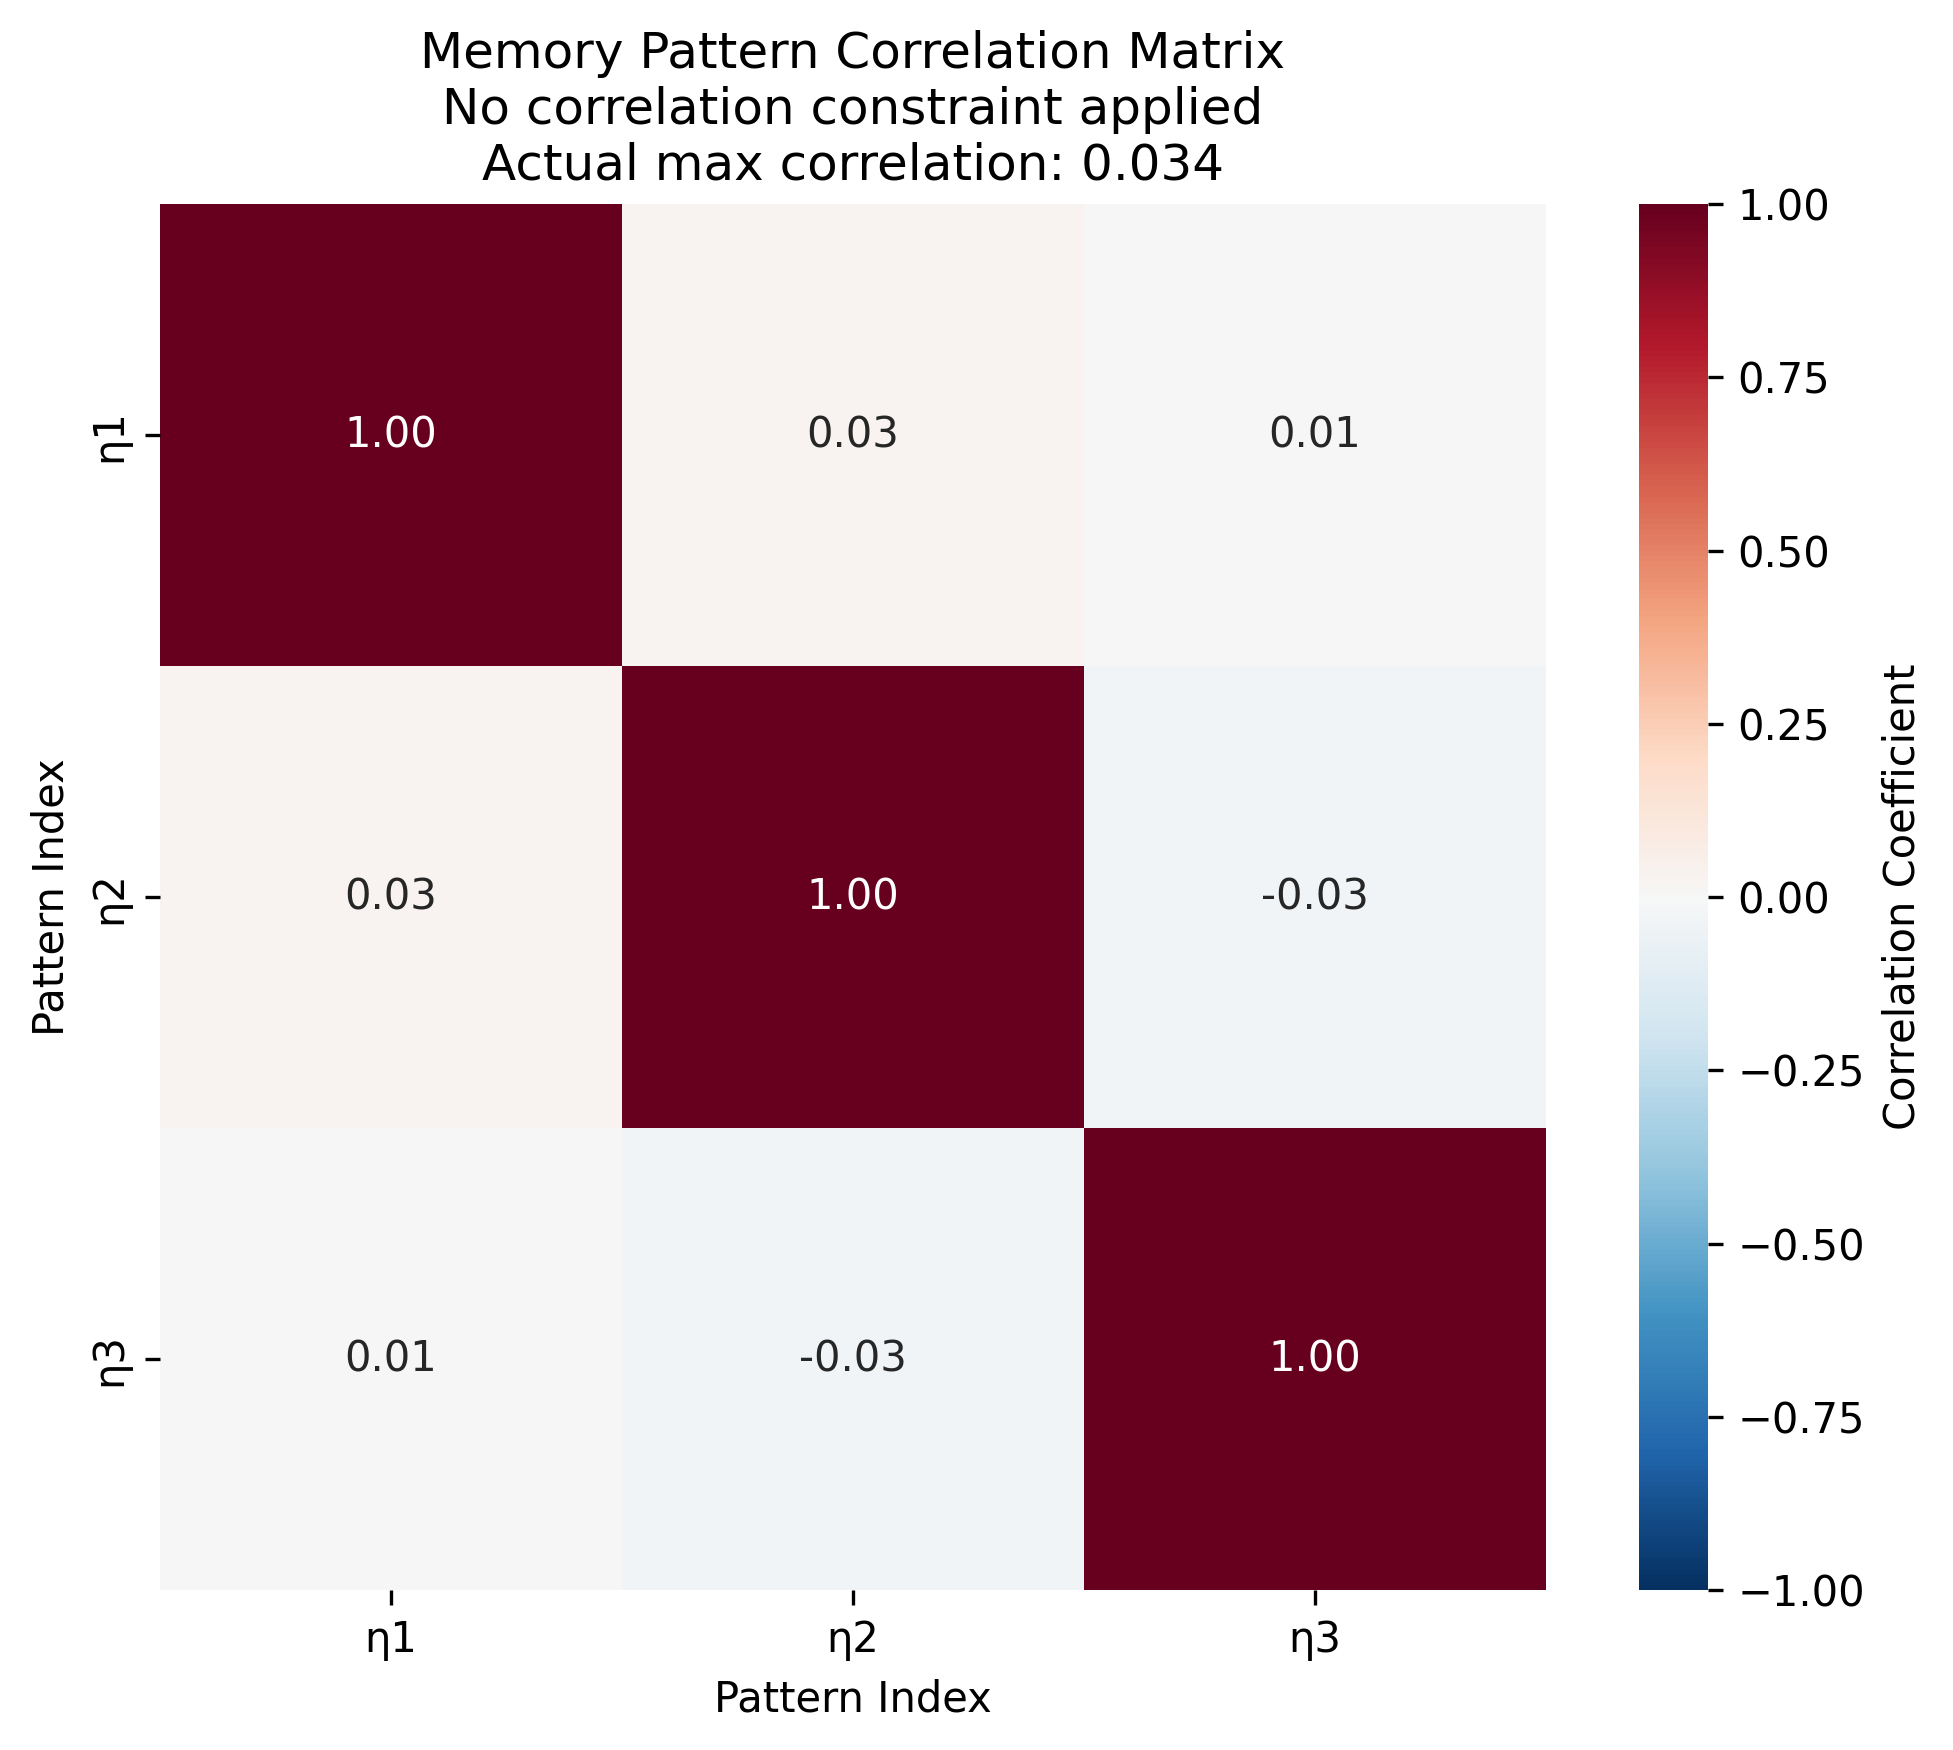 Memory Pattern Correlation Matrix
No correlation constraint applied
Actual max correlation: 0.034
Pattern Index
η1
1.00
0.03
0.01
η2
0.03
1.00
-0.03
η3
0.01
-0.03
1.00
η1
η2
η3
Pattern Index
1.00
0.75
0.50
0.25
0.00
−0.25
−0.50
−0.75
−1.00
Correlation Coefficient